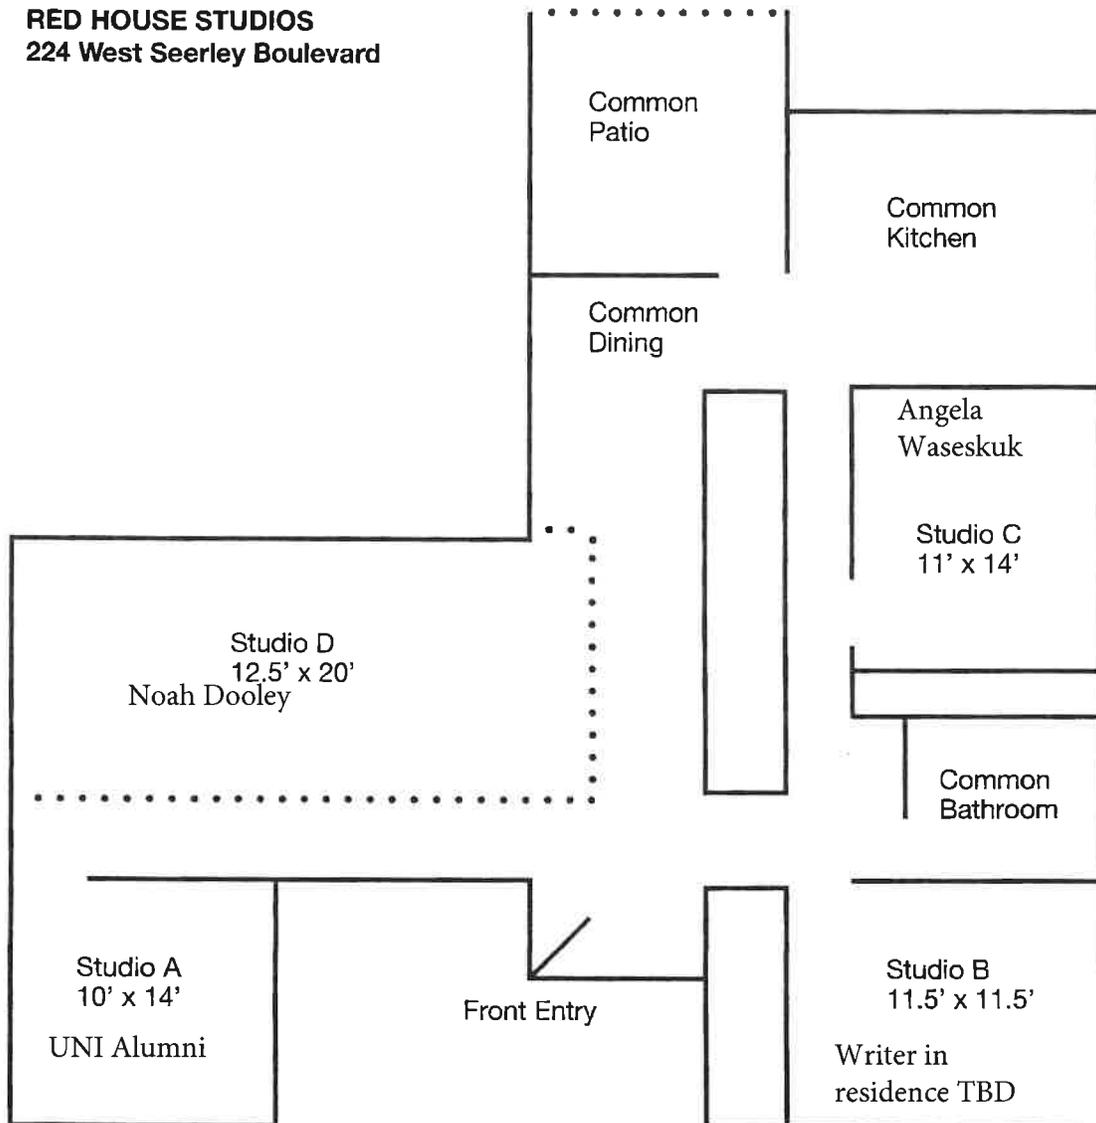 RED HOUSE STUDIOS
224 West Seerley Boulevard
Common
Patio
Common
Kitchen
Common
Dining
Angela
Waseskuk
Studio C
11' x 14'
Studio D
12.5' x 20'
Noah Dooley
Common
Bathroom
Studio A
10' x 14'
UNI Alumni
Front Entry
Studio B
11.5' x 11.5'
Writer in
residence TBD